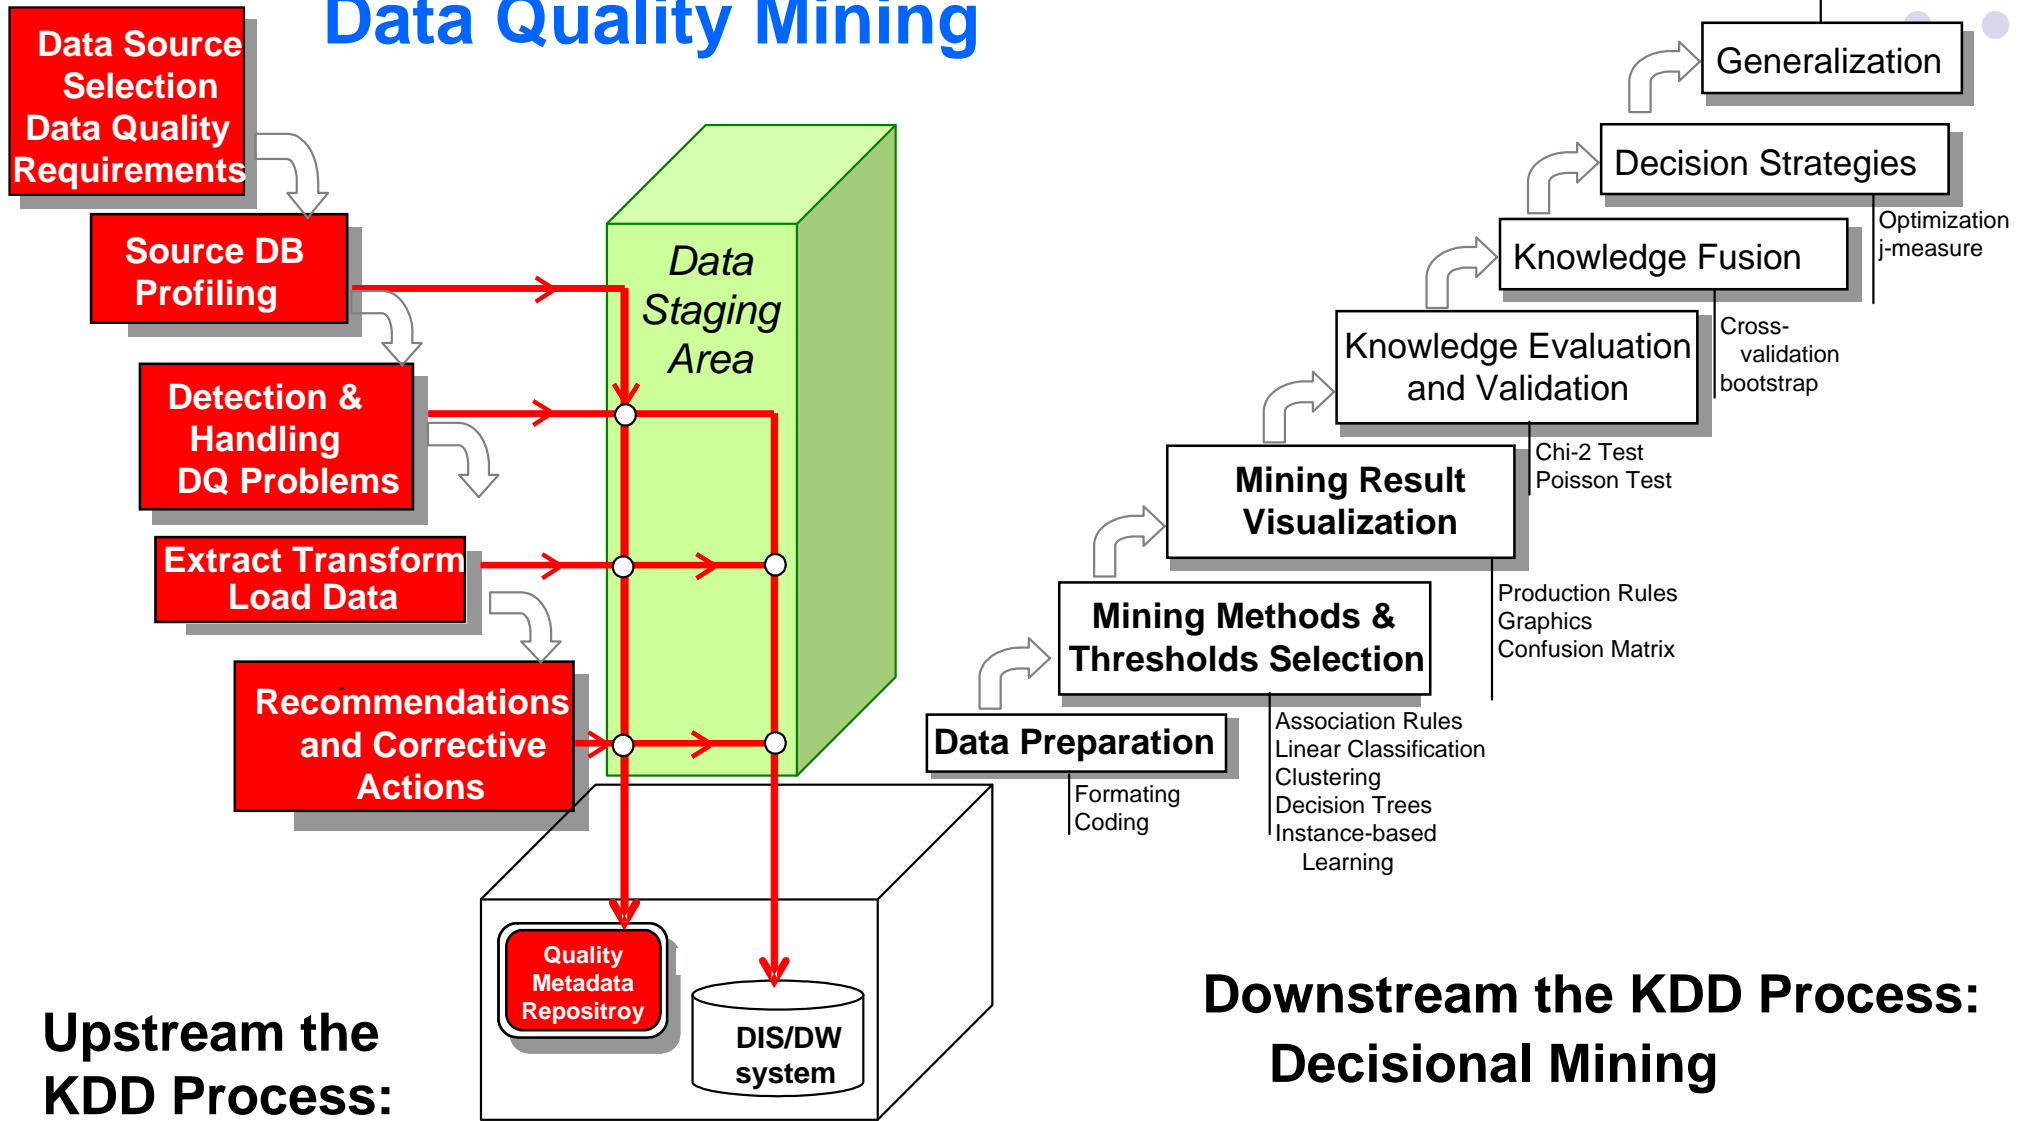 Data Quality Mining
Data Source
Selection
Data Quality
Requirements
Source DB
Profiling
Detection &
Handling
DQ Problems
Extract Transform
Load Data
Recommendations
and Corrective
Actions
Data
Staging
Area
Quality
Metadata
Repositroy
DIS/DW
system
Upstream the
KDD Process:
Generalization
Decision Strategies
Optimization
j-measure
Knowledge Fusion
Cross-
validation
bootstrap
Knowledge Evaluation
and Validation
Chi-2 Test
Poisson Test
Mining Result
Visualization
Production Rules
Graphics
Confusion Matrix
Mining Methods &
Thresholds Selection
Association Rules
Linear Classification
Clustering
Decision Trees
Instance-based
Learning
Data Preparation
Formating
Coding
Downstream the KDD Process:
Decisional Mining